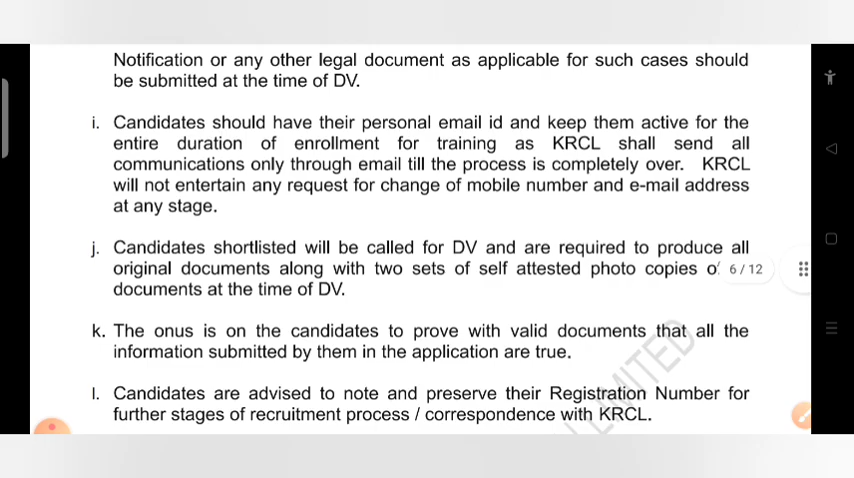 Notification or any other legal document as applicable for such cases should
be submitted at the time of DV.
i. Candidates should have their personal email id and keep them active for the
entire duration of enrollment for training as KRCL shall send all
communications only through email till the process is completely over. KRCL
will not entertain any request for change of mobile number and e-mail address
at any stage.
j. Candidates shortlisted will be called for DV and are required to produce all
original documents along with two sets of self attested photo copies o
6 / 12
documents at the time of DV.
k. The onus is on the candidates to prove with valid documents that all the
information submitted by them in the application are true.
l. Candidates are advised to note and preserve their Registration Number for
further stages of recruitment process / correspondence with KRCL.
LIMITED